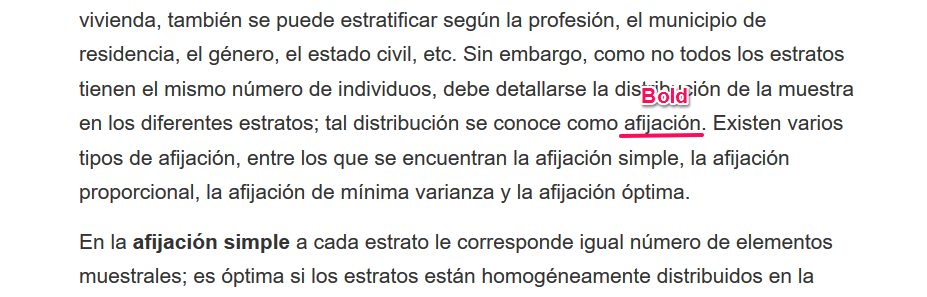 vivienda, también se puede estratificar según la profesión, el municipio de
residencia, el género, el estado civil, etc. Sin embargo, como no todos los estratos
tienen el mismo número de individuos, debe detallarse la distribución de la muestra
Bold
en los diferentes estratos; tal distribución se conoce como afijación. Existen varios
tipos de afijación, entre los que se encuentran la afijación simple, la afijación
proporcional, la afijación de mínima varianza y la afijación óptima.
En la afijación simple a cada estrato le corresponde igual número de elementos
muestrales; es óptima si los estratos están homogéneamente distribuidos en la